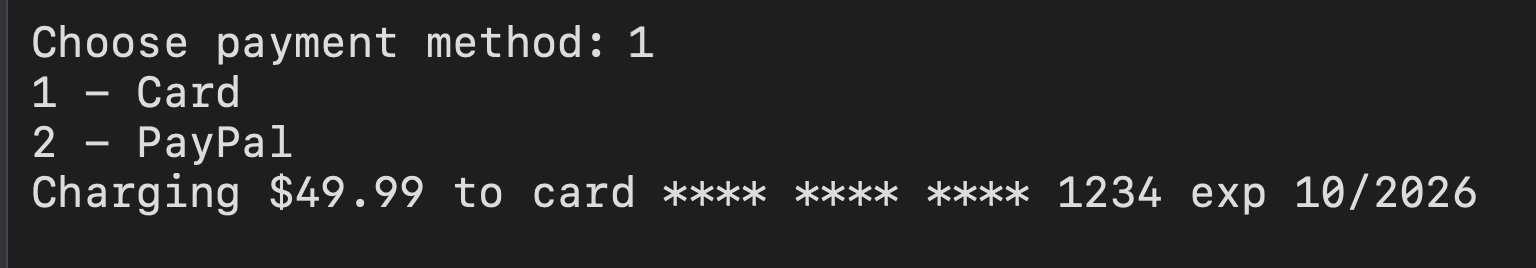 Choose payment method: 1
1 – Card
2 – PayPal
Charging $49.99 to card **** **** **** 1234 exp 10/2026